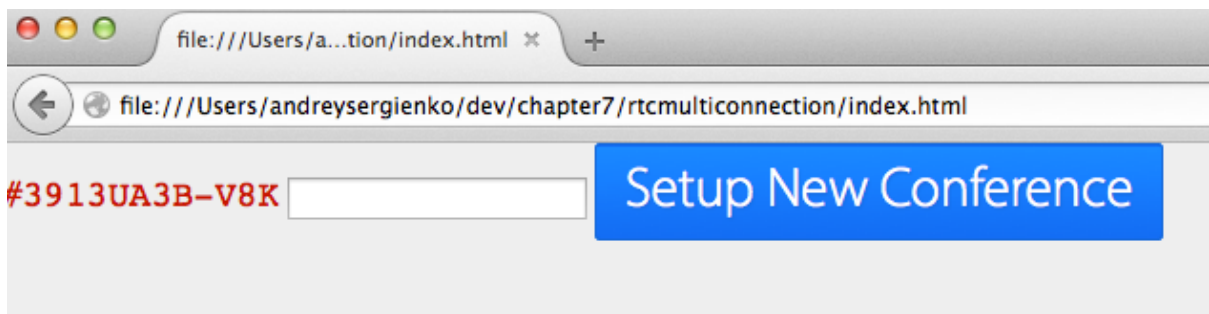 file:///Users/a...tion/index.html
file:///Users/andreysergienko/dev/chapter7/rtcmulticonnection/index.html
#3913UA3B-V8K Setup New Conference